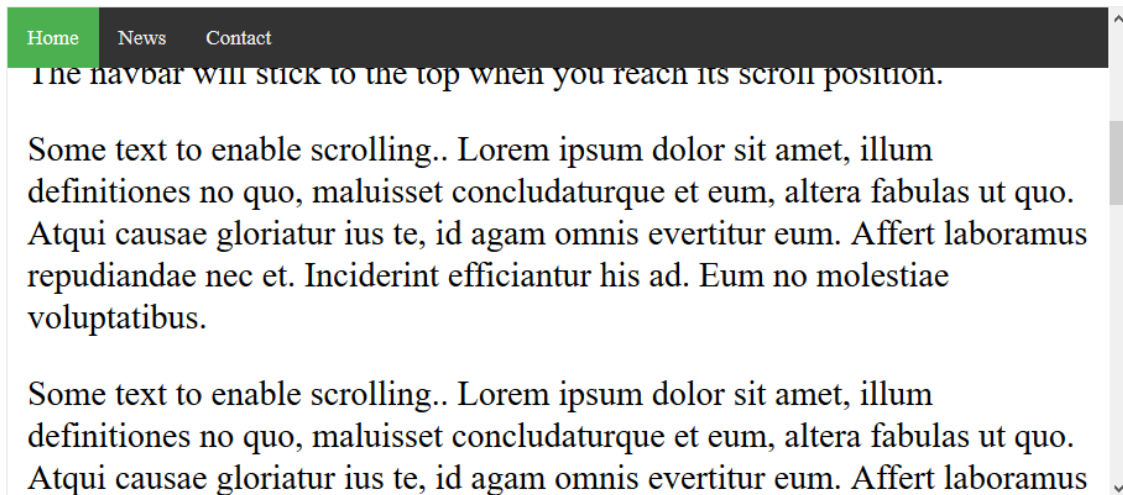 Home News Contact
The navbar will stick to the top when you reach its scroll position.
Some text to enable scrolling.. Lorem ipsum dolor sit amet, illum
definitiones no quo, maluisset concludaturque et eum, altera fabulas ut quo.
Atqui causae gloriatur ius te, id agam omnis evertitur eum. Affert laboramus
repudiandae nec et. Inciderint efficiantur his ad. Eum no molestiae
voluptatibus.
Some text to enable scrolling.. Lorem ipsum dolor sit amet, illum
definitiones no quo, maluisset concludaturque et eum, altera fabulas ut quo.
Atqui causae gloriatur ius te, id agam omnis evertitur eum. Affert laboramus